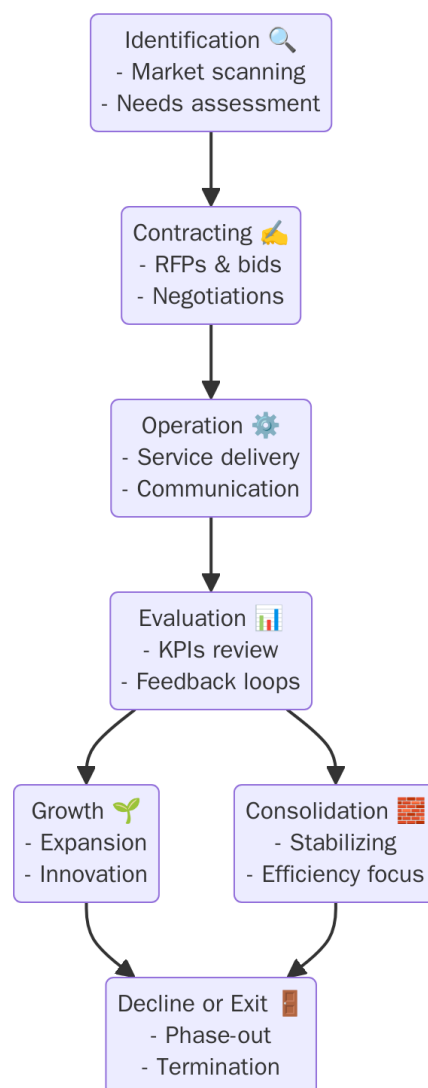 Identification 🔍
- Market scanning
- Needs assessment
Contracting ✍️
- RFPs & bids
- Negotiations
Operation ⚙️
- Service delivery
- Communication
Evaluation 📊
- KPIs review
- Feedback loops
Growth 🌱
- Expansion
- Innovation
Consolidation 🧱
- Stabilizing
- Efficiency focus
Decline or Exit 🚪
- Phase-out
- Termination